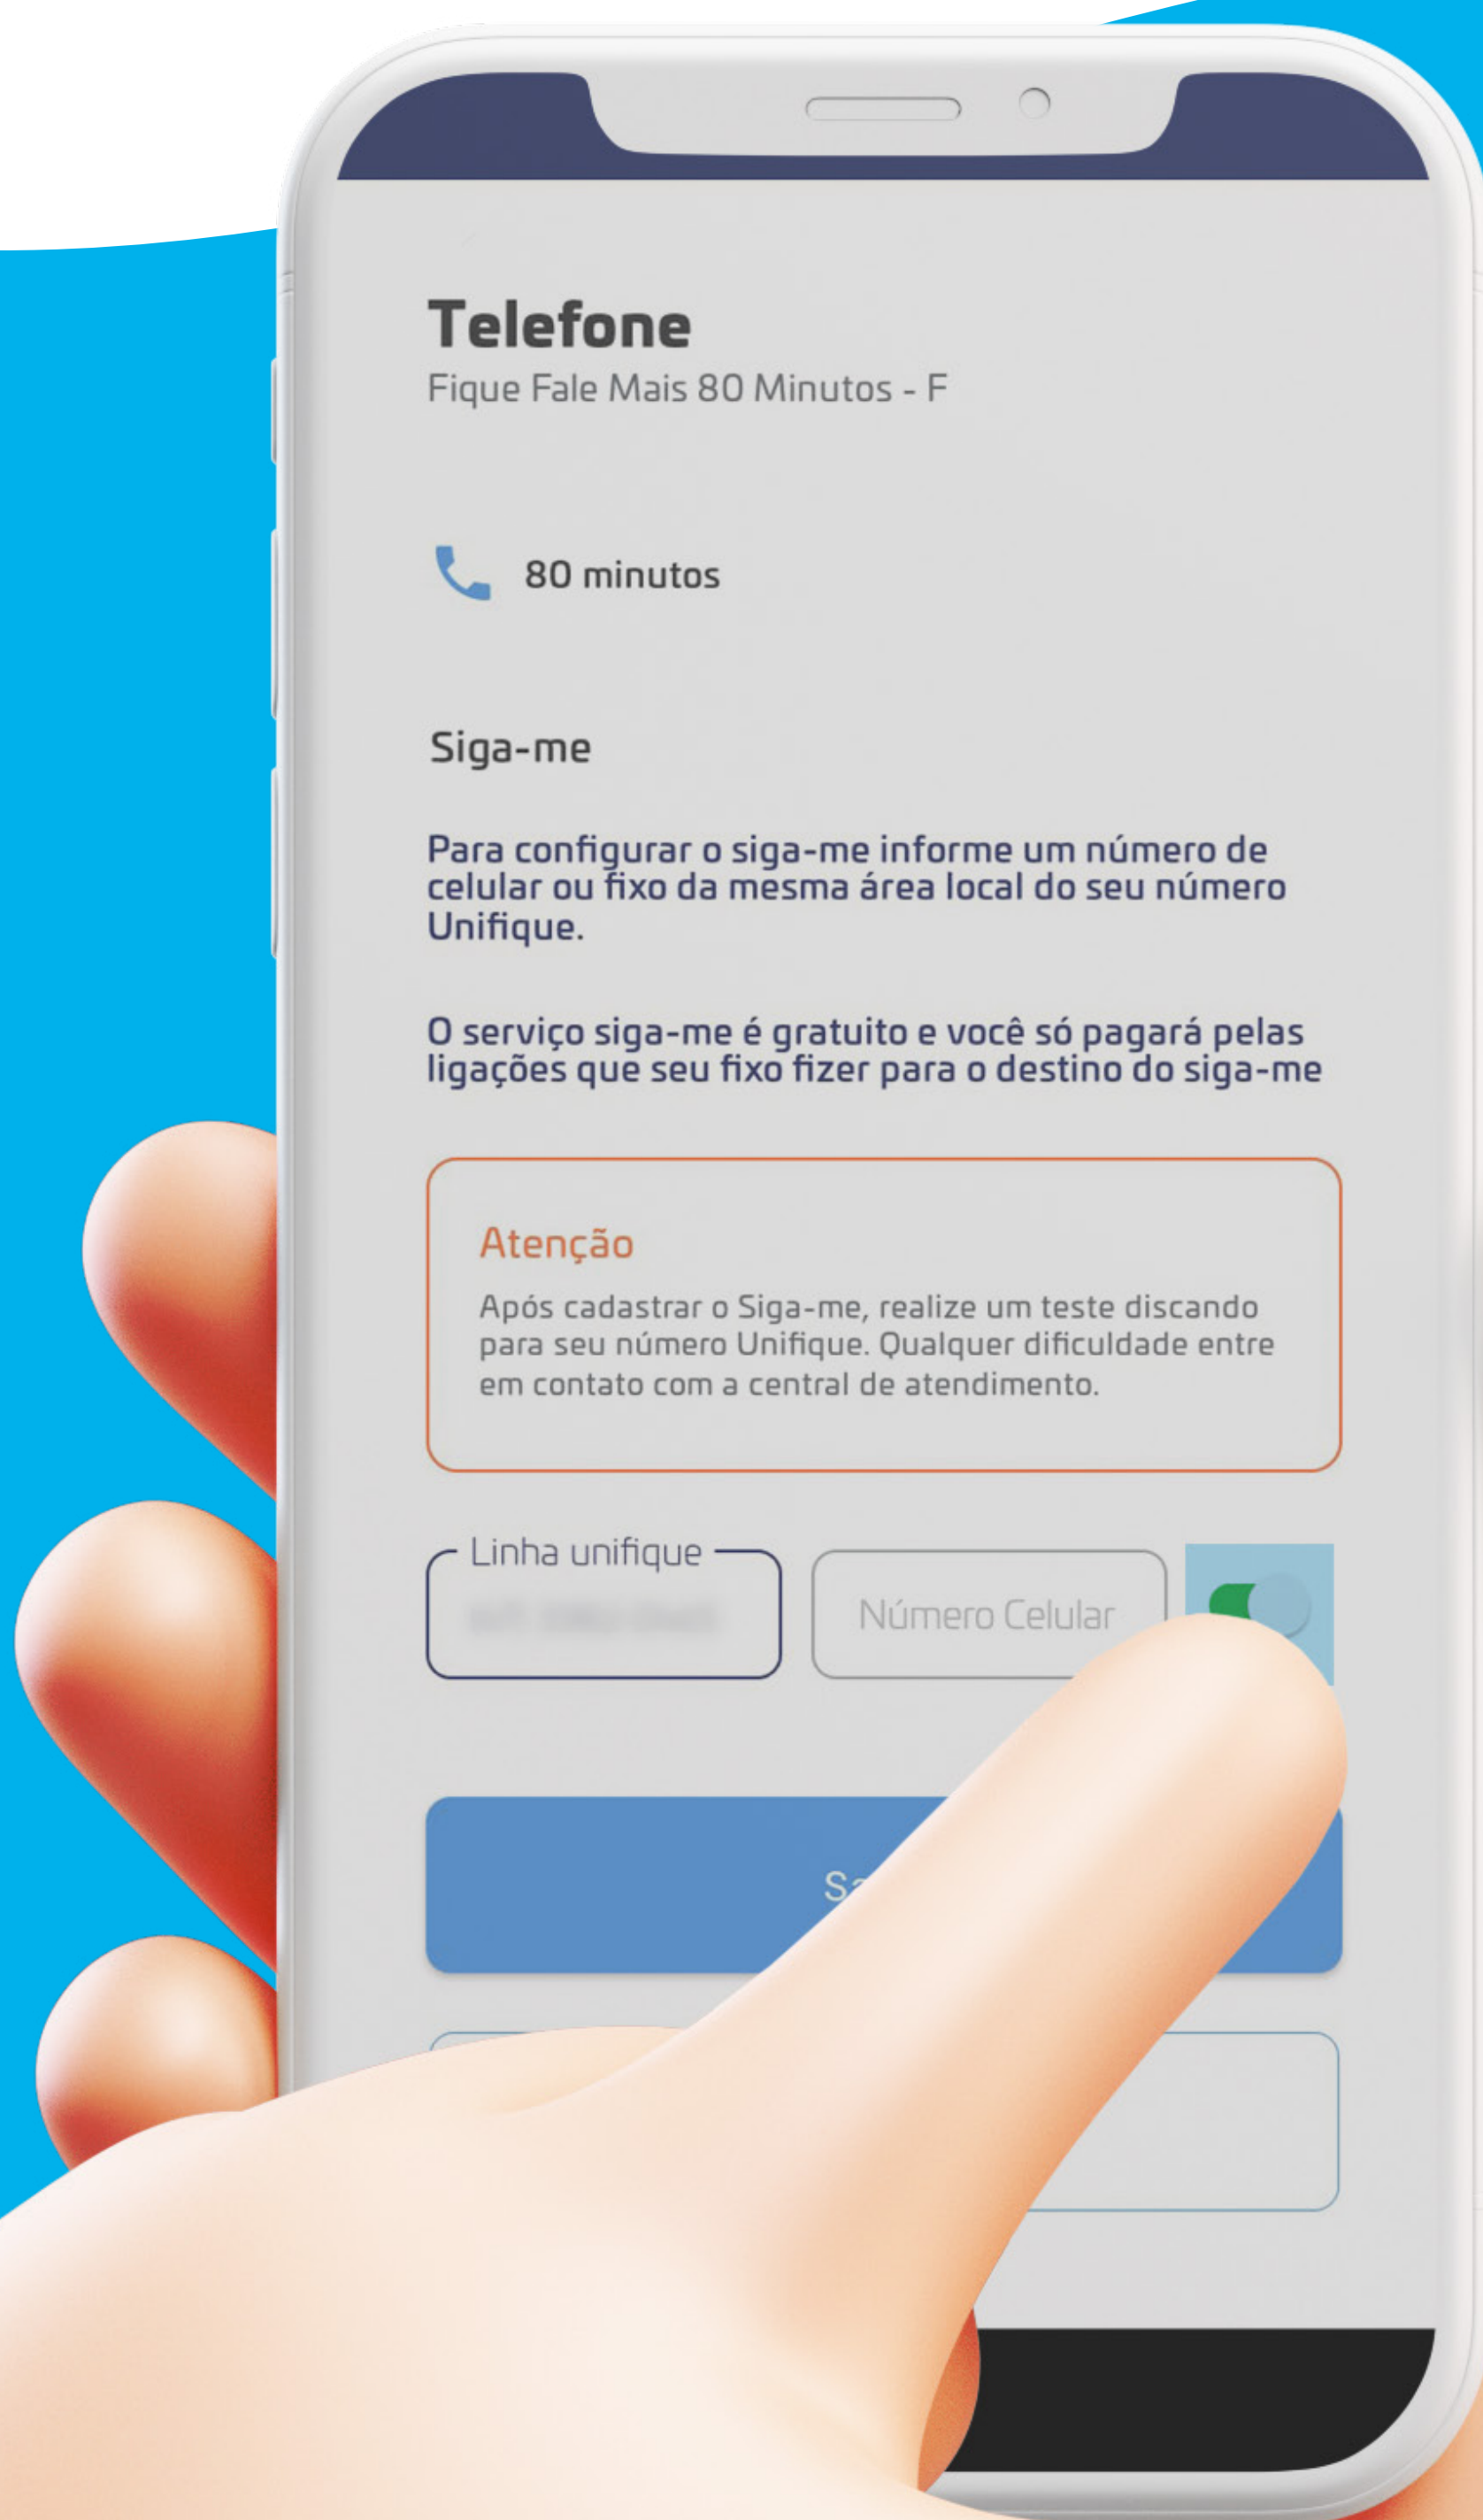 Telefone
Fique Fale Mais 80 Minutos - F
80 minutos
Siga-me
Para configurar o siga-me informe um número de
celular ou fixo da mesma área local do seu número
Unifique.
O serviço siga-me é gratuito e você só pagará pelas
ligações que seu fixo fizer para o destino do siga-me
Atenção
Após cadastrar o Siga-me, realize um teste discando
para seu número Unifique. Qualquer dificuldade entre
em contato com a central de atendimento.
Linha unifique
Número Celular